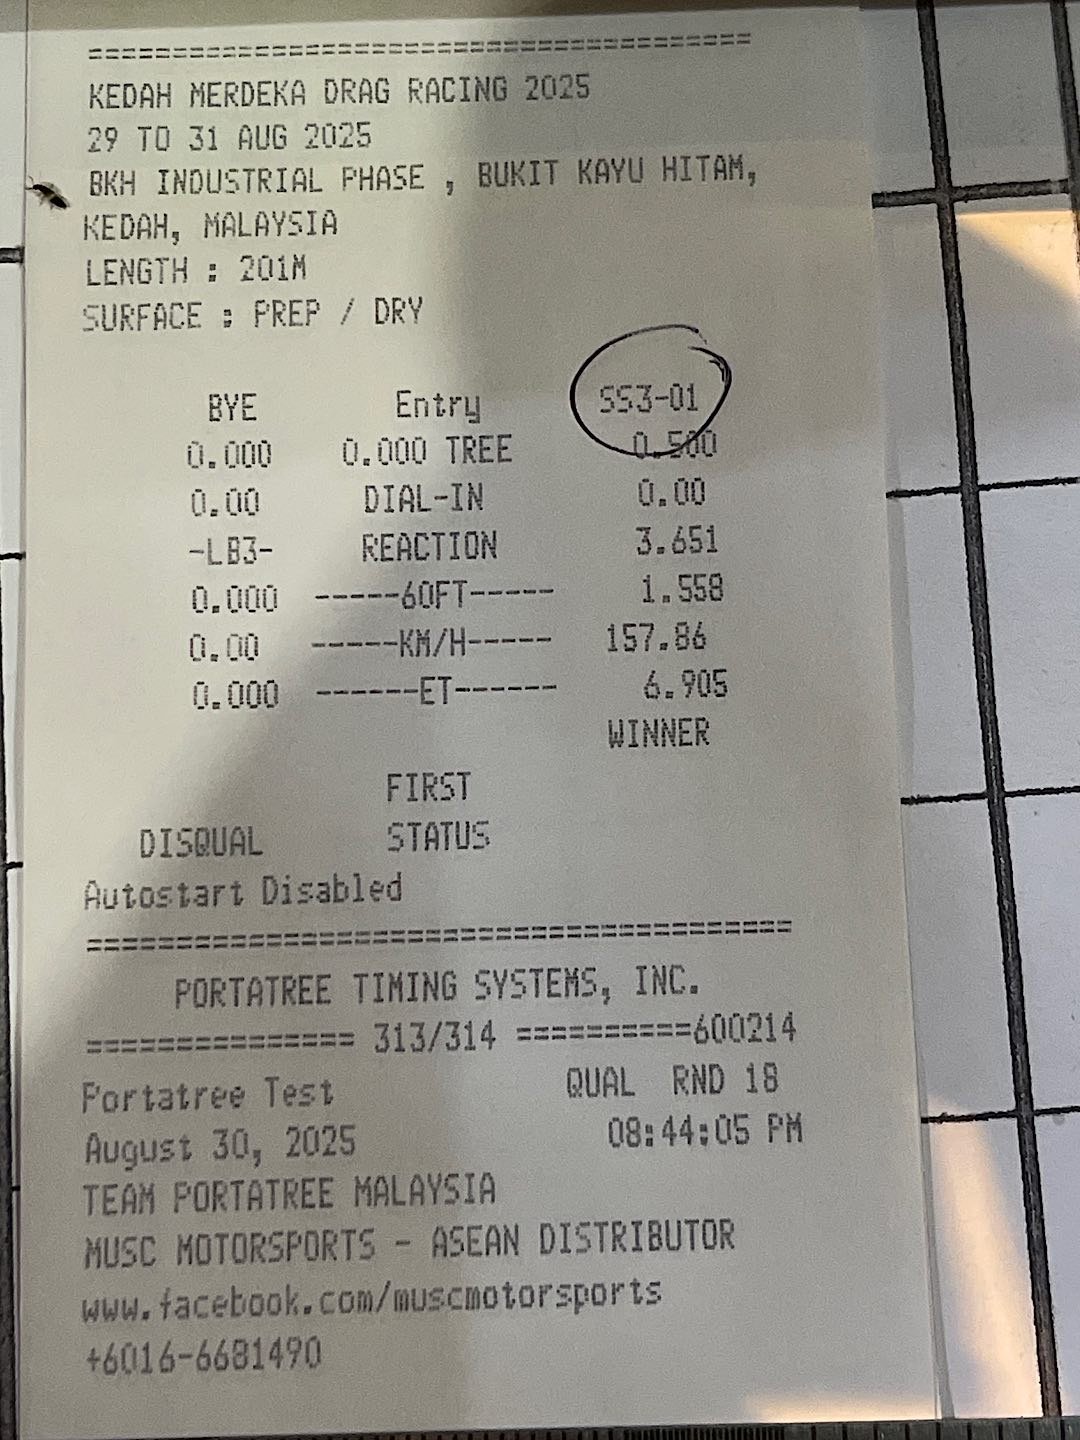 =====================================
KEDAH MERDEKA DRAG RACING 2025
29 TO 31 AUG 2025
BKH INDUSTRIAL PHASE , BUKIT KAYU HITAM,
KEDAH, MALAYSIA
LENGTH : 201M
SURFACE : PREP / DRY
BYE Entry SS3-01
0.000 0.000 TREE 0.500
0.00 DIAL-IN 0.00
-LB3- REACTION 3.651
0.000 -----60FT----- 1.558
0.00 -----KM/H----- 157.86
0.000 ------ET------ 6.905
WINNER
FIRST
DISQUAL STATUS
Autostart Disabled
=======================================
PORTATREE TIMING SYSTEMS, INC.
=============== 313/314 ==========600214
Portatree Test QUAL RND 18
August 30, 2025 08:44:05 PM
TEAM PORTATREE MALAYSIA
MUSC MOTORSPORTS - ASEAN DISTRIBUTOR
www.facebook.com/muscmotorsports
+6016-6681490